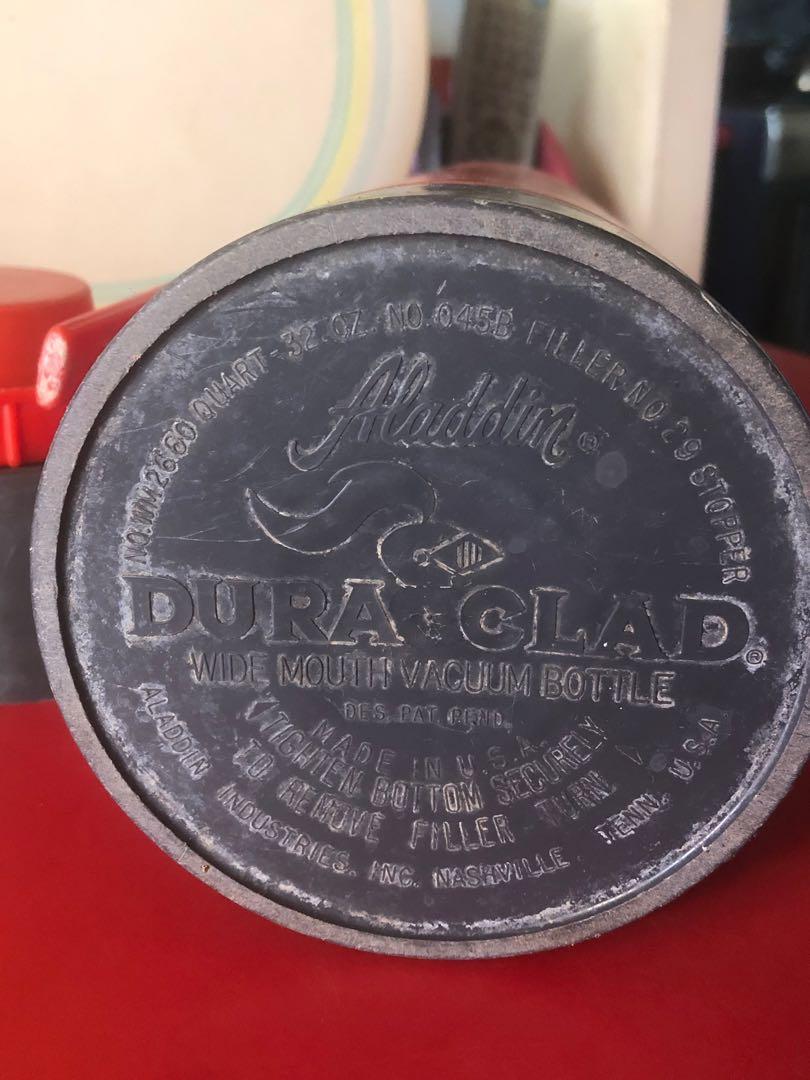 NO. WM2660 QUART-32 OZ. NO. 045B FILLER. NO. 29 STOPPER
Aladdin®
DURA-CLAD®
WIDE MOUTH VACUUM BOTTLE
DES. PAT. PEND.
MADE IN U.S.A.
TIGHTEN BOTTOM SECURELY
TO REMOVE FILLER TURN
ALADDIN INDUSTRIES, INC. NASHVILLE TENN. U.S.A.